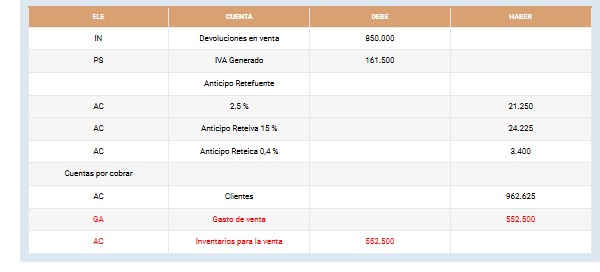 ELE CUENTA DEBE HABER
IN Devoluciones en venta 850.000
PS IVA Generado 161.500
Anticipo Retefuente
AC 2.5 % 21.250
AC Anticipo Reteiva 15 % 24.225
AC Anticipo Reteica 0,4 % 3.400
Cuentas por cobrar
AC Clientes 962.625
GA Gasto de venta 552.500
AC Inventarios para la venta 552.500